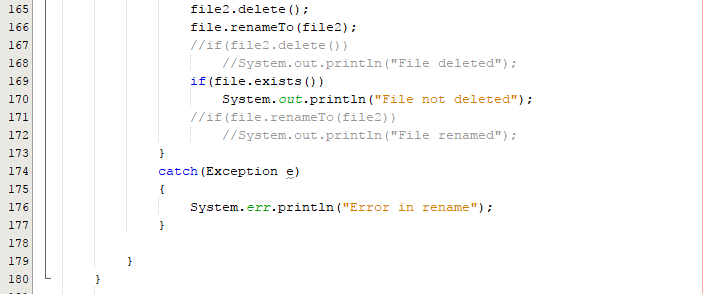 165 file2.delete();
166 file.renameTo(file2);
167 //if(file2.delete())
168 //System.out.println("File deleted");
169 if(file.exists())
170 System.out.println("File not deleted");
171 //if(file.renameTo(file2))
172 //System.out.println("File renamed");
173 }
174 catch(Exception e)
175 {
176 System.err.println("Error in rename");
177 }
178
179 }
180 }